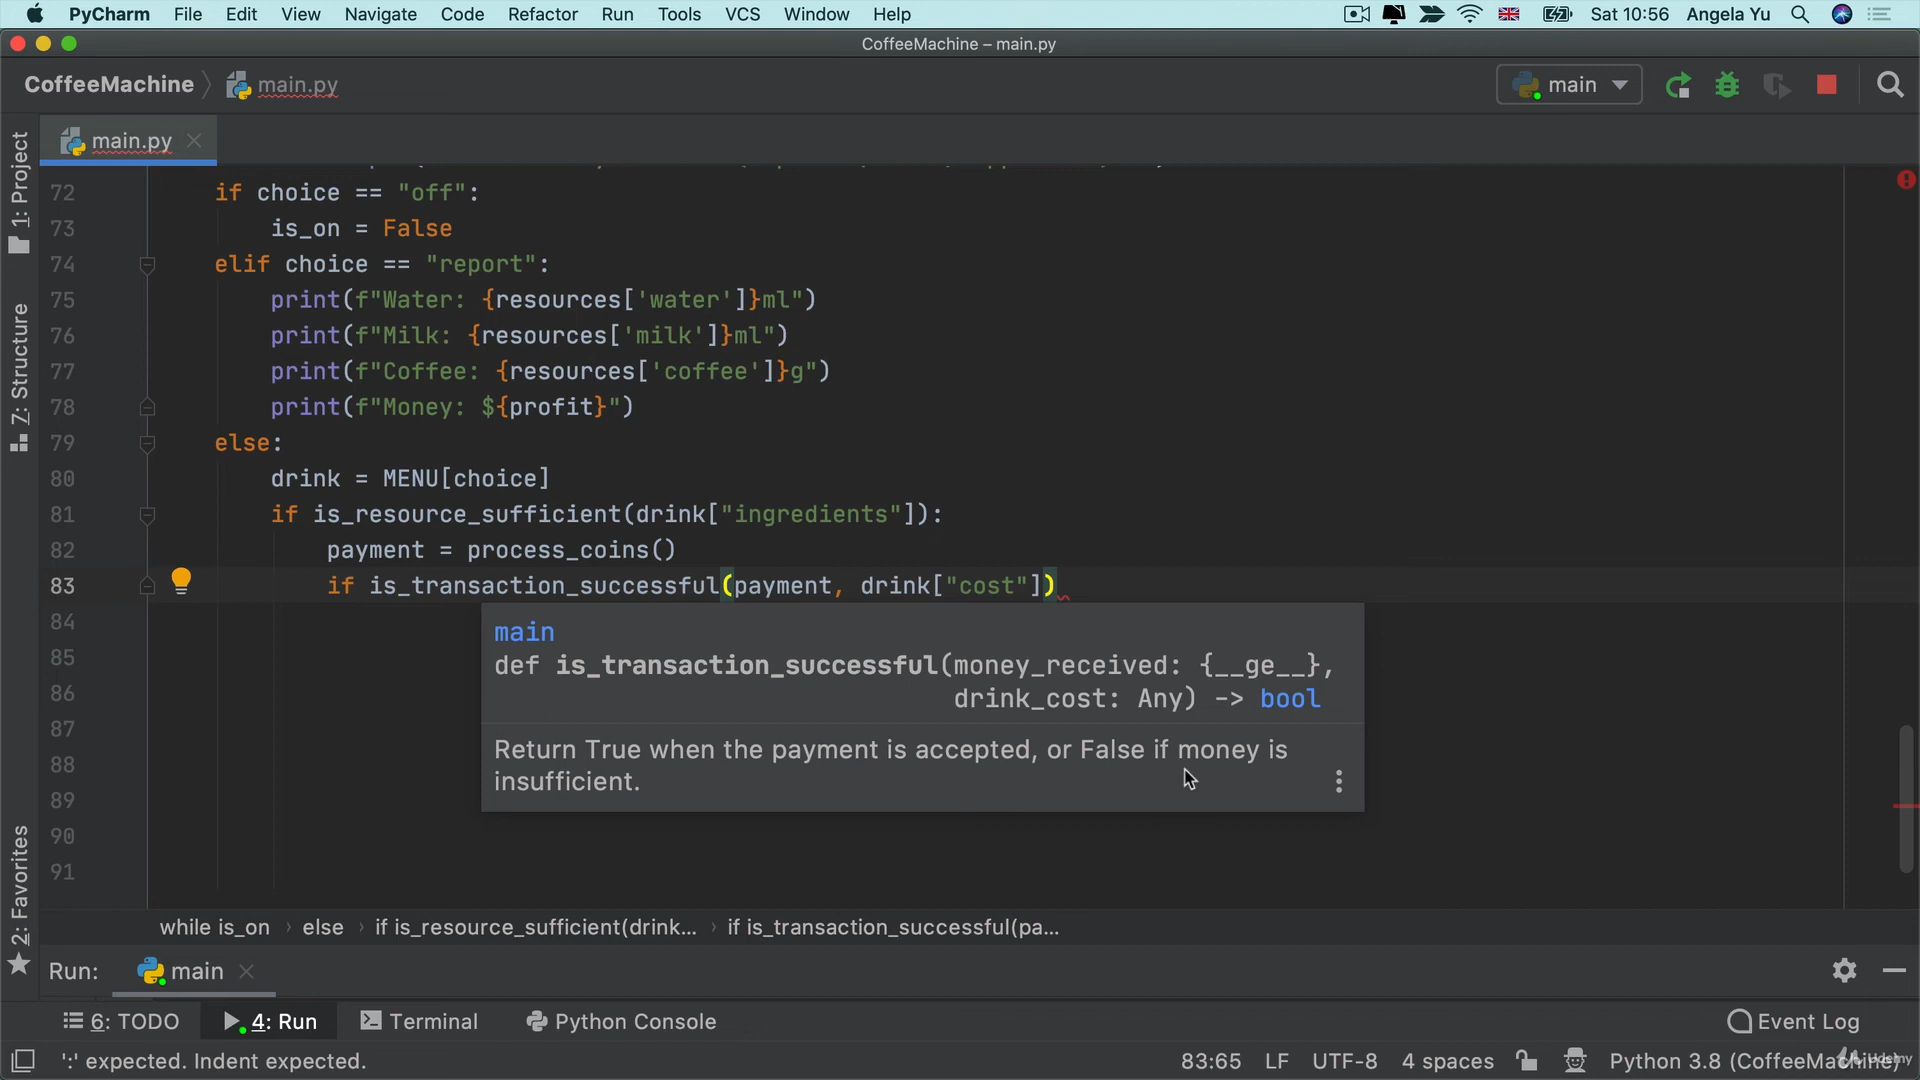 PyCharm File Edit View Navigate Code Refactor Run Tools VCS Window Help Sat 10:56 Angela Yu
CoffeeMachine – main.py
CoffeeMachine main.py main
main.py
1: Project
7: Structure
2: Favorites
72 if choice == "off":
73 is_on = False
74 elif choice == "report":
75 print(f"Water: {resources['water']}ml")
76 print(f"Milk: {resources['milk']}ml")
77 print(f"Coffee: {resources['coffee']}g")
78 print(f"Money: ${profit}")
79 else:
80 drink = MENU[choice]
81 if is_resource_sufficient(drink["ingredients"]):
82 payment = process_coins()
83 if is_transaction_successful(payment, drink["cost"])
84
85
86
87
88
89
90
91
main
def is_transaction_successful(money_received: {__ge__},
drink_cost: Any) -> bool
Return True when the payment is accepted, or False if money is
insufficient.
while is_on › else › if is_resource_sufficient(drink... › if is_transaction_successful(pa...
Run: main
6: TODO 4: Run Terminal Python Console Event Log
':' expected. Indent expected. 83:65 LF UTF-8 4 spaces Python 3.8 (CoffeeMachine)
Udemy